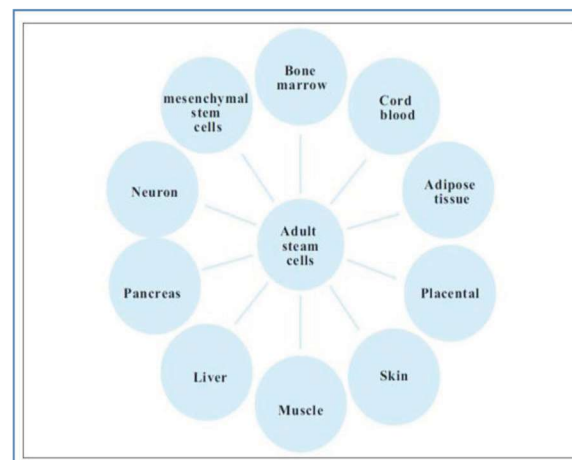 Bone
marrow
Cord
blood
Adipose
tissue
Placental
Skin
Muscle
Liver
Pancreas
Neuron
mesenchymal
stem
cells
Adult
steam
cells